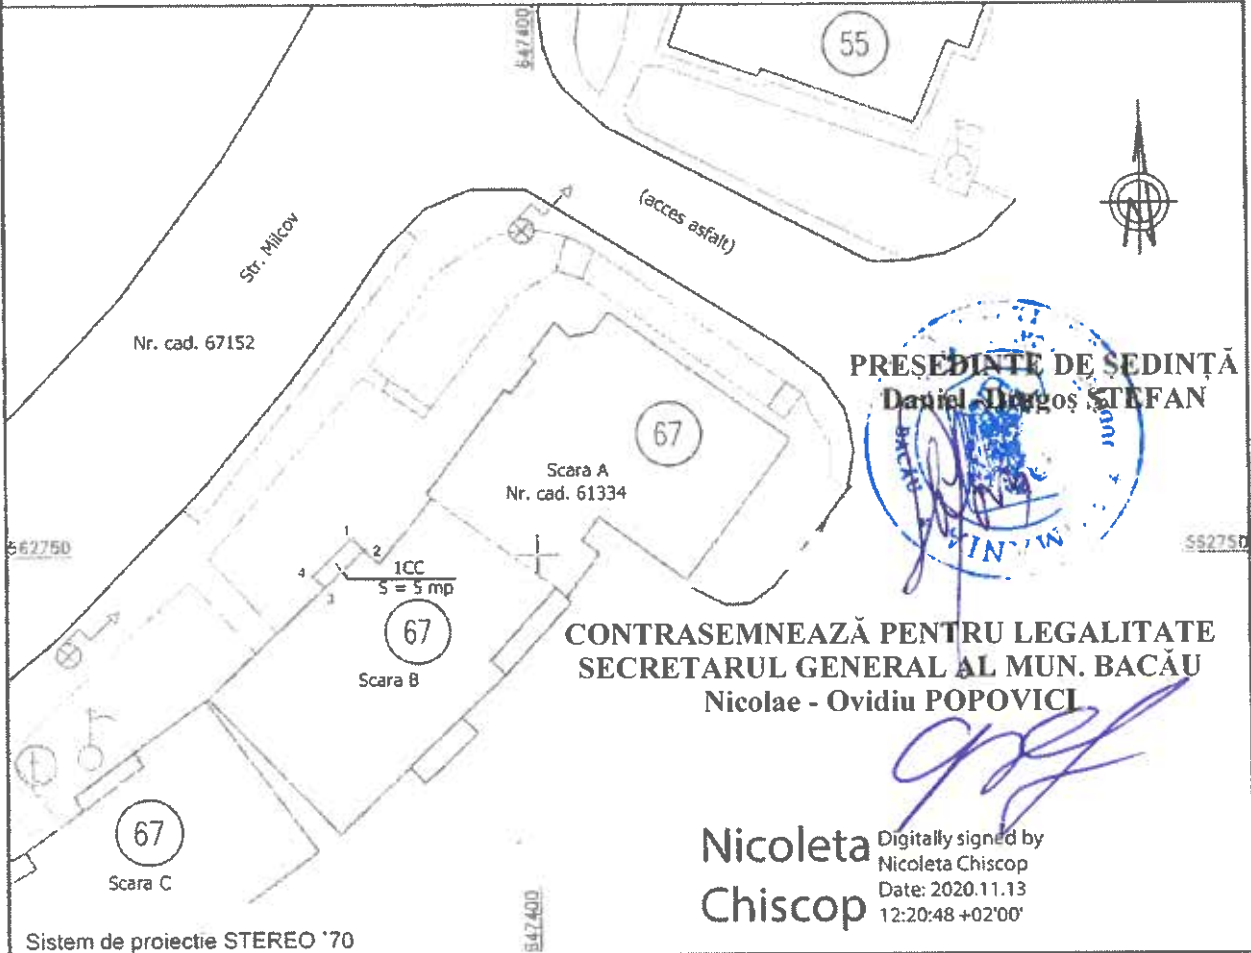 647400
55
(acces asfalt)
Str. Milcov
Nr. cad. 67152
PREȘEDINTE DE ȘEDINȚĂ
Daniel - Dragoș ȘTEFAN
67
Scara A
Nr. cad. 61334
BACĂU
562750
1
2
4
3
1CC
S = 5 mp
562750
67
Scara B
CONTRASEMNEAZĂ PENTRU LEGALITATE
SECRETARUL GENERAL AL MUN. BACĂU
Nicolae - Ovidiu POPOVICI
67
Scara C
Nicoleta
Chiscop
Digitally signed by
Nicoleta Chiscop
Date: 2020.11.13
12:20:48 +02'00'
647400
Sistem de proiectie STEREO '70